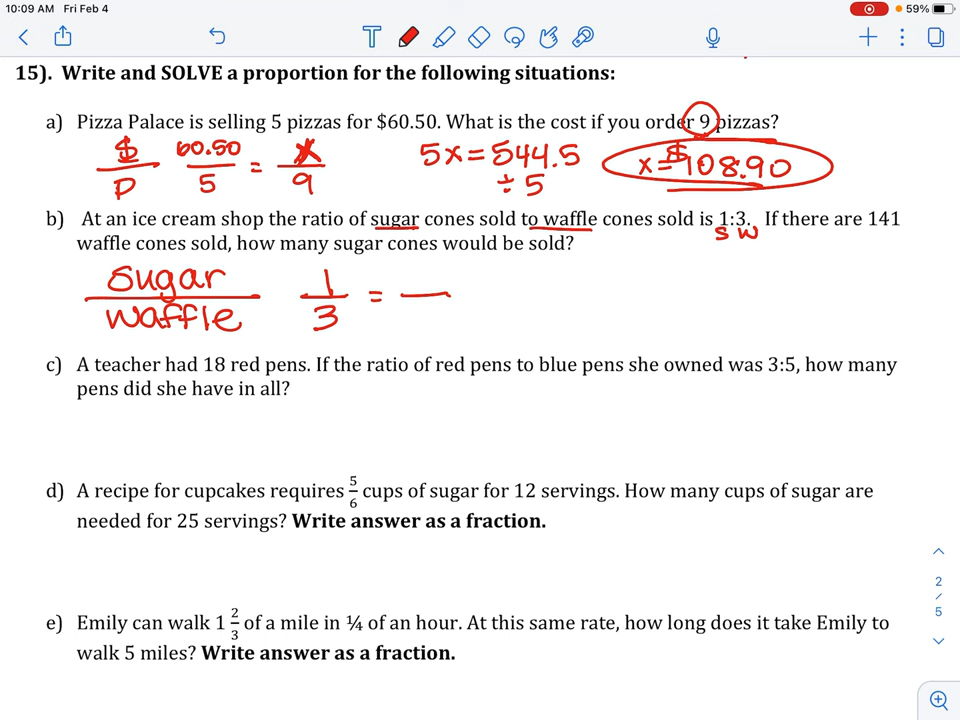 10:09 AM Fri Feb 4
59%
T
15). Write and SOLVE a proportion for the following situations:
a) Pizza Palace is selling 5 pizzas for $60.50. What is the cost if you order 9 pizzas?
$/P 60.50/5 = x/9 5x = 544.5 ÷ 5 x = $108.90
b) At an ice cream shop the ratio of sugar cones sold to waffle cones sold is 1:3. If there are 141
S W
waffle cones sold, how many sugar cones would be sold?
sugar/waffle 1/3 = —
c) A teacher had 18 red pens. If the ratio of red pens to blue pens she owned was 3:5, how many
pens did she have in all?
d) A recipe for cupcakes requires 5/6 cups of sugar for 12 servings. How many cups of sugar are
needed for 25 servings? Write answer as a fraction.
e) Emily can walk 1 2/3 of a mile in ¼ of an hour. At this same rate, how long does it take Emily to
walk 5 miles? Write answer as a fraction.
2
/
5